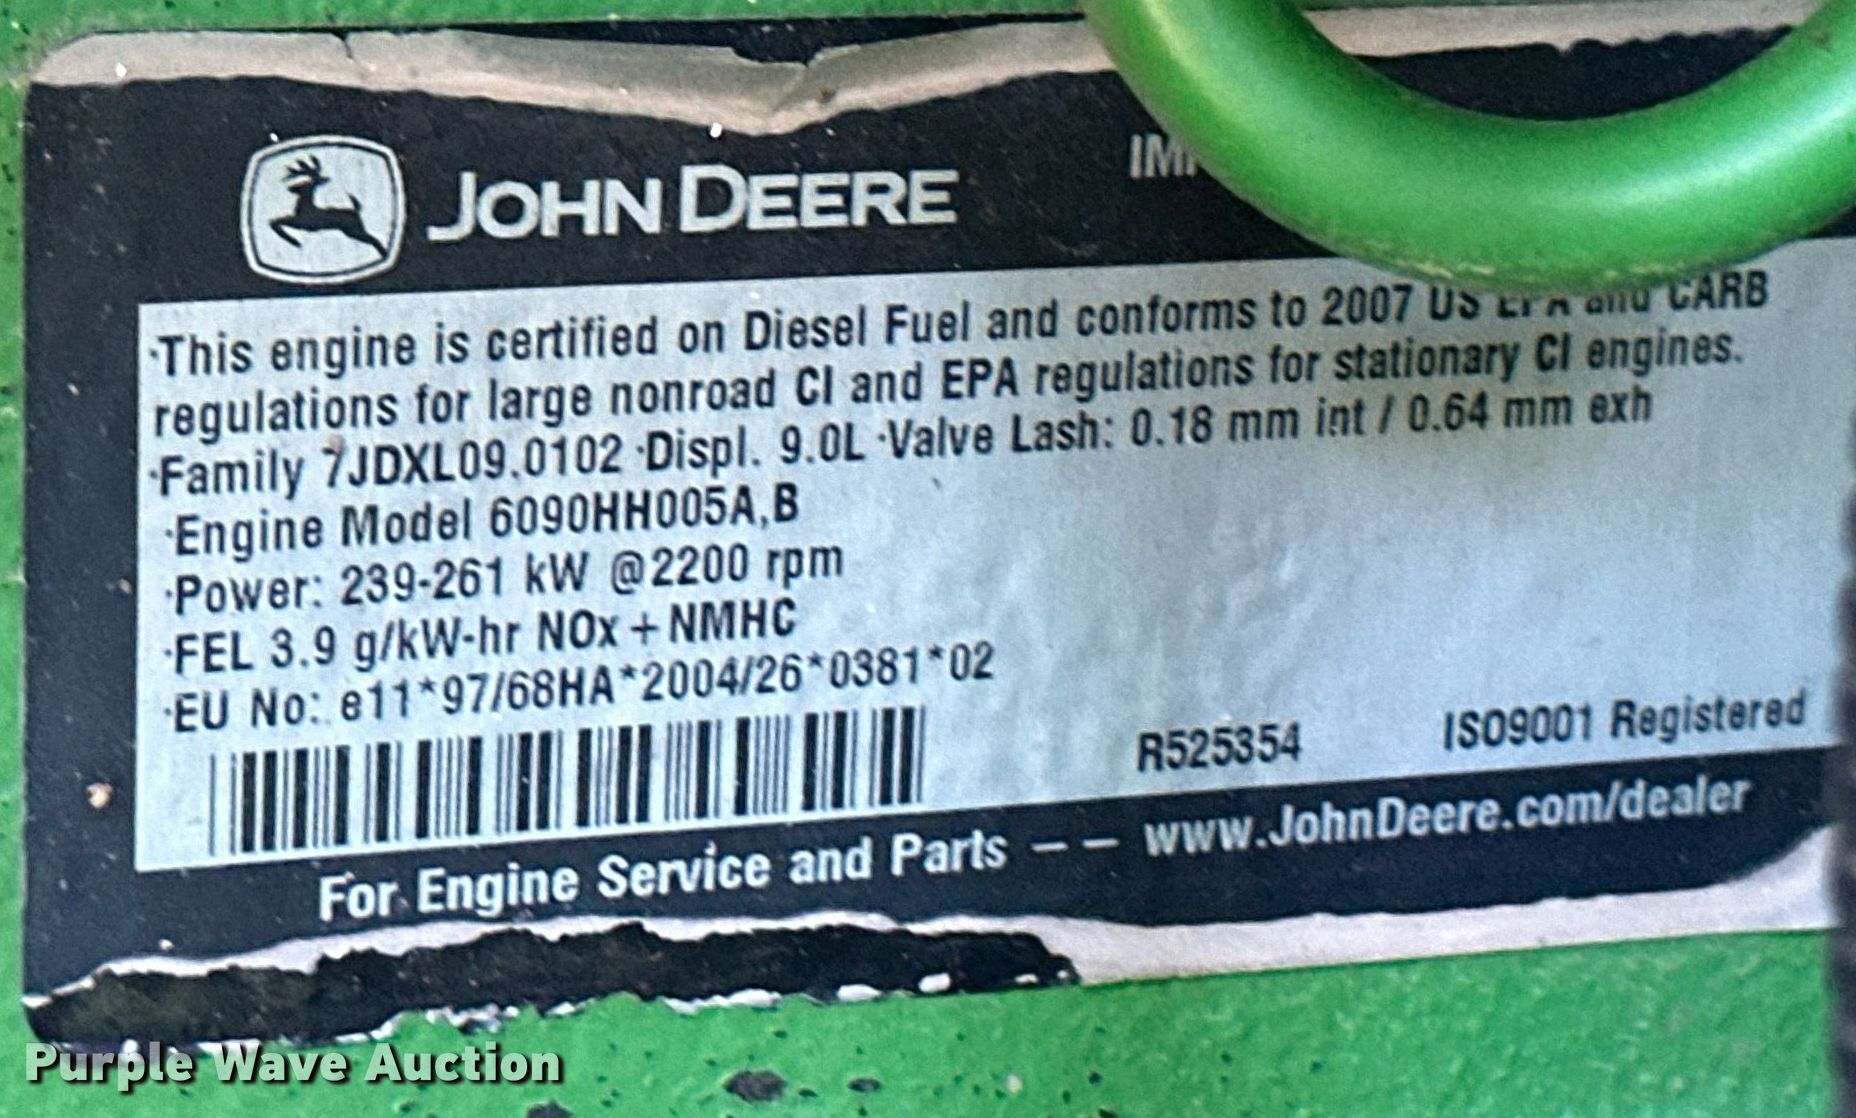 JOHN DEERE
·This engine is certified on Diesel Fuel and conforms to 2007 US EPA and CARB
regulations for large nonroad CI and EPA regulations for stationary CI engines.
·Family 7JDXL09.0102 ·Displ. 9.0L ·Valve Lash: 0.18 mm int / 0.64 mm exh
·Engine Model 6090HH005A,B
·Power: 239-261 kW @2200 rpm
·FEL 3.9 g/kW-hr NOx + NMHC
·EU No: e11*97/68HA*2004/26*0381*02
R525354 ISO9001 Registered
For Engine Service and Parts -- www.JohnDeere.com/dealer
Purple Wave Auction